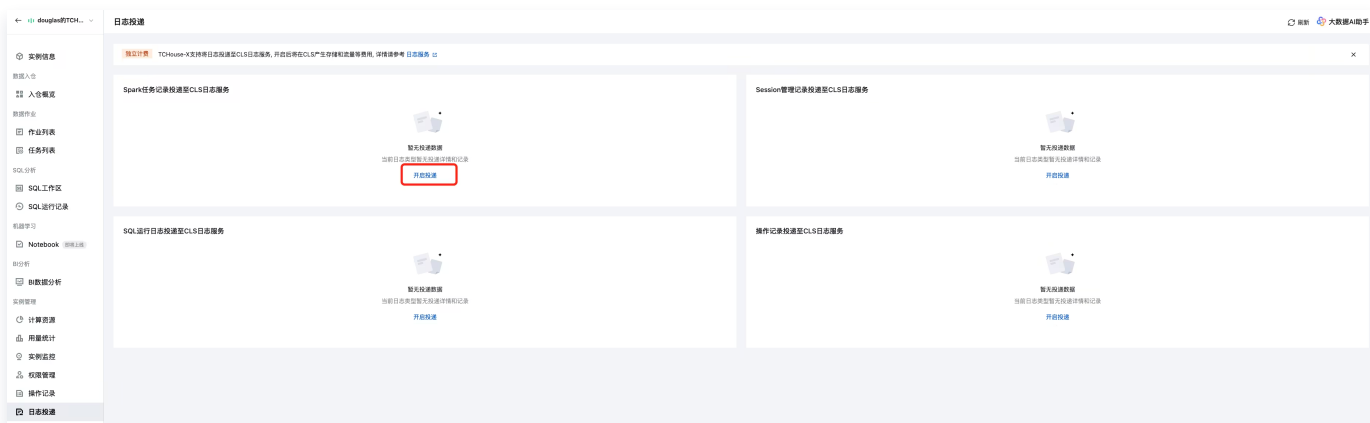 douglas的TCH...
日志投递
刷新
大数据AI助手
独立计费 TCHouse-X支持将日志投递至CLS日志服务, 开启后将在CLS产生存储和流量等费用, 详情请参考 日志服务
实例信息
数据入仓
入仓概览
数据作业
作业列表
任务列表
SQL分析
SQL工作区
SQL运行记录
机器学习
Notebook 即将上线
BI分析
BI数据分析
实例管理
计算资源
用量统计
实例监控
权限管理
操作记录
日志投递
Spark任务记录投递至CLS日志服务
暂无投递数据
当前日志类型暂无投递详情和记录
开启投递
Session管理记录投递至CLS日志服务
暂无投递数据
当前日志类型暂无投递详情和记录
开启投递
SQL运行日志投递至CLS日志服务
暂无投递数据
当前日志类型暂无投递详情和记录
开启投递
操作记录投递至CLS日志服务
暂无投递数据
当前日志类型暂无投递详情和记录
开启投递